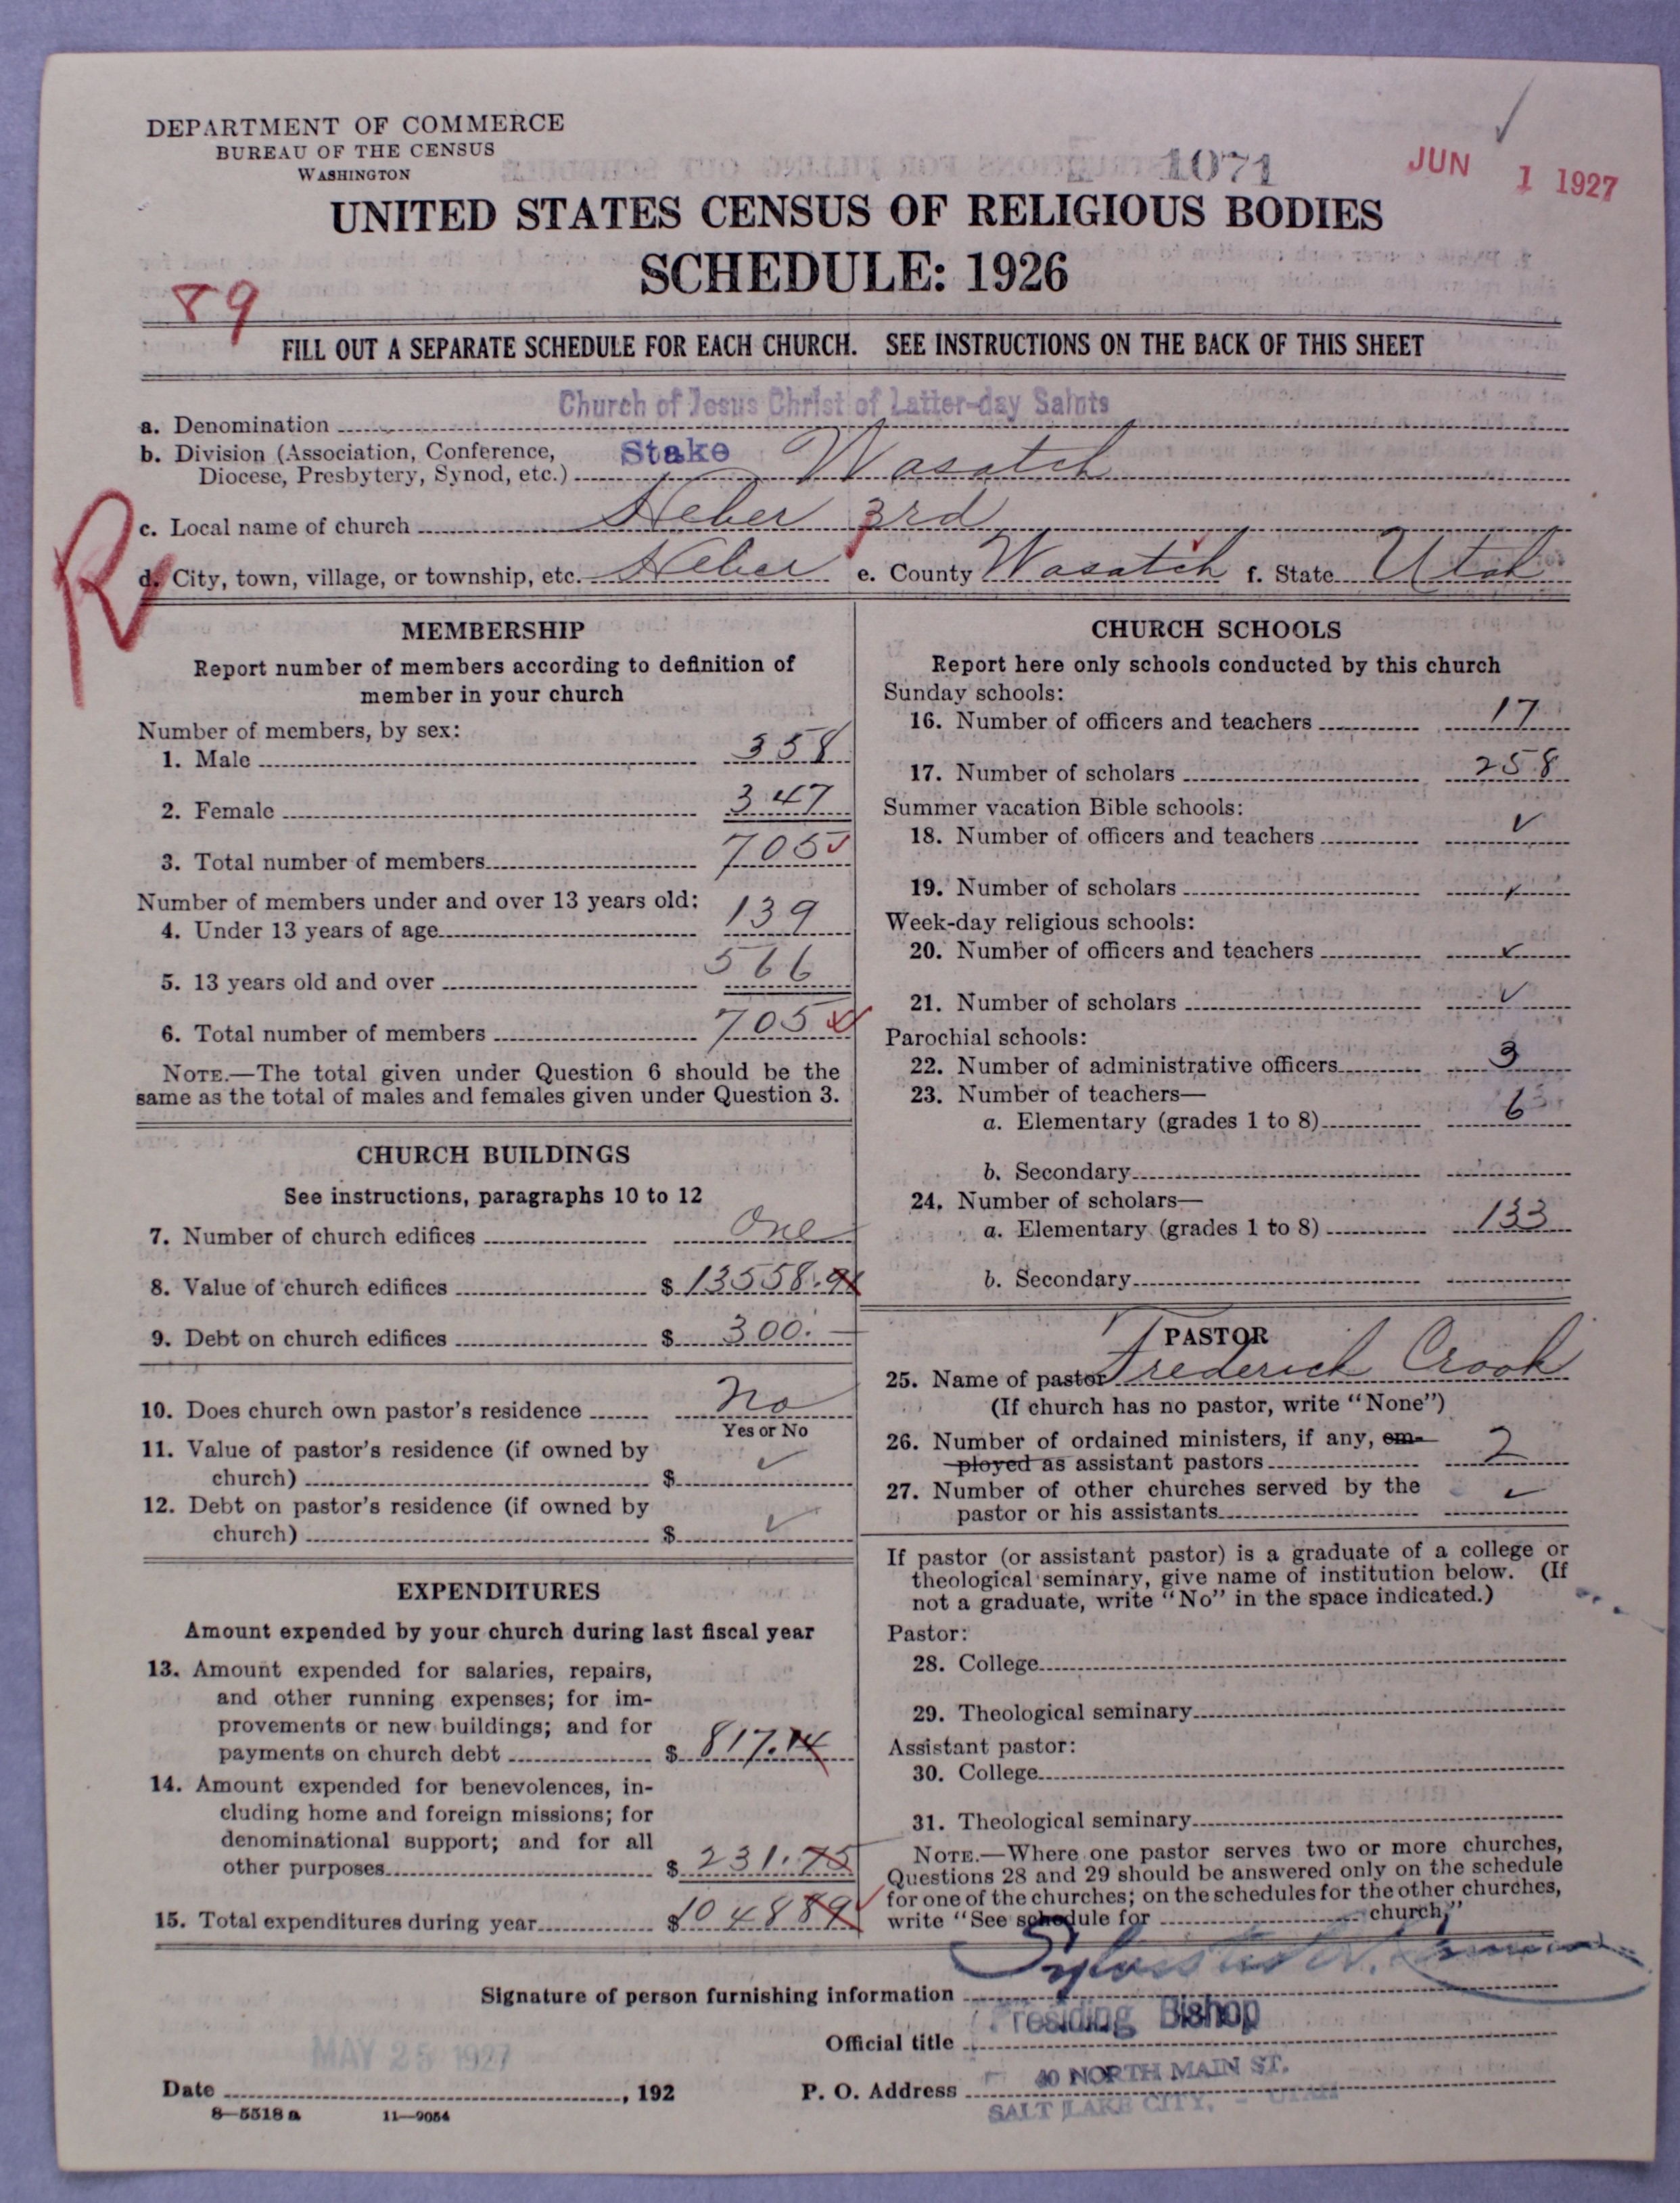 DEPARTMENT OF COMMERCE
BUREAU OF THE CENSUS
WASHINGTON
1071
JUN 1 1927
UNITED STATES CENSUS OF RELIGIOUS BODIES
SCHEDULE: 1926
89
FILL OUT A SEPARATE SCHEDULE FOR EACH CHURCH. SEE INSTRUCTIONS ON THE BACK OF THIS SHEET
a. Denomination Church of Jesus Christ of Latter-day Saints
b. Division (Association, Conference,
Diocese, Presbytery, Synod, etc.) Stake Wasatch
c. Local name of church Heber 3rd
R
d. City, town, village, or township, etc. Heber e. County Wasatch f. State Utah
MEMBERSHIP
Report number of members according to definition of
member in your church
Number of members, by sex:
1. Male 358
2. Female 347
3. Total number of members 705
Number of members under and over 13 years old:
4. Under 13 years of age 139
5. 13 years old and over 566
6. Total number of members 705
NOTE.—The total given under Question 6 should be the
same as the total of males and females given under Question 3.
CHURCH BUILDINGS
See instructions, paragraphs 10 to 12
7. Number of church edifices One
8. Value of church edifices $ 13558.
9. Debt on church edifices $ 300.—
10. Does church own pastor's residence No
Yes or No
11. Value of pastor's residence (if owned by
church) $ ✓
12. Debt on pastor's residence (if owned by
church) $ ✓
EXPENDITURES
Amount expended by your church during last fiscal year
13. Amount expended for salaries, repairs,
and other running expenses; for im-
provements or new buildings; and for
payments on church debt $ 817.14
14. Amount expended for benevolences, in-
cluding home and foreign missions; for
denominational support; and for all
other purposes $ 231.75
15. Total expenditures during year $ 104889
CHURCH SCHOOLS
Report here only schools conducted by this church
Sunday schools:
16. Number of officers and teachers 17
17. Number of scholars 258
Summer vacation Bible schools:
18. Number of officers and teachers ✓
19. Number of scholars ✓
Week-day religious schools:
20. Number of officers and teachers ✓
21. Number of scholars ✓
Parochial schools:
22. Number of administrative officers 3
23. Number of teachers—
a. Elementary (grades 1 to 8) 6
b. Secondary
24. Number of scholars—
a. Elementary (grades 1 to 8) 133
b. Secondary
PASTOR
25. Name of pastor Frederick Crook
(If church has no pastor, write "None")
26. Number of ordained ministers, if any, em-
ployed as assistant pastors 2
27. Number of other churches served by the
pastor or his assistants ✓
If pastor (or assistant pastor) is a graduate of a college or
theological seminary, give name of institution below. (If
not a graduate, write "No" in the space indicated.)
Pastor:
28. College
29. Theological seminary
Assistant pastor:
30. College
31. Theological seminary
NOTE.—Where one pastor serves two or more churches,
Questions 28 and 29 should be answered only on the schedule
for one of the churches; on the schedules for the other churches,
write "See schedule for church."
Signature of person furnishing information
Official title Presiding Bishop
MAY 25 1927
Date , 192
P. O. Address 40 NORTH MAIN ST.
SALT LAKE CITY, - UTAH
8—5518 a 11—9054